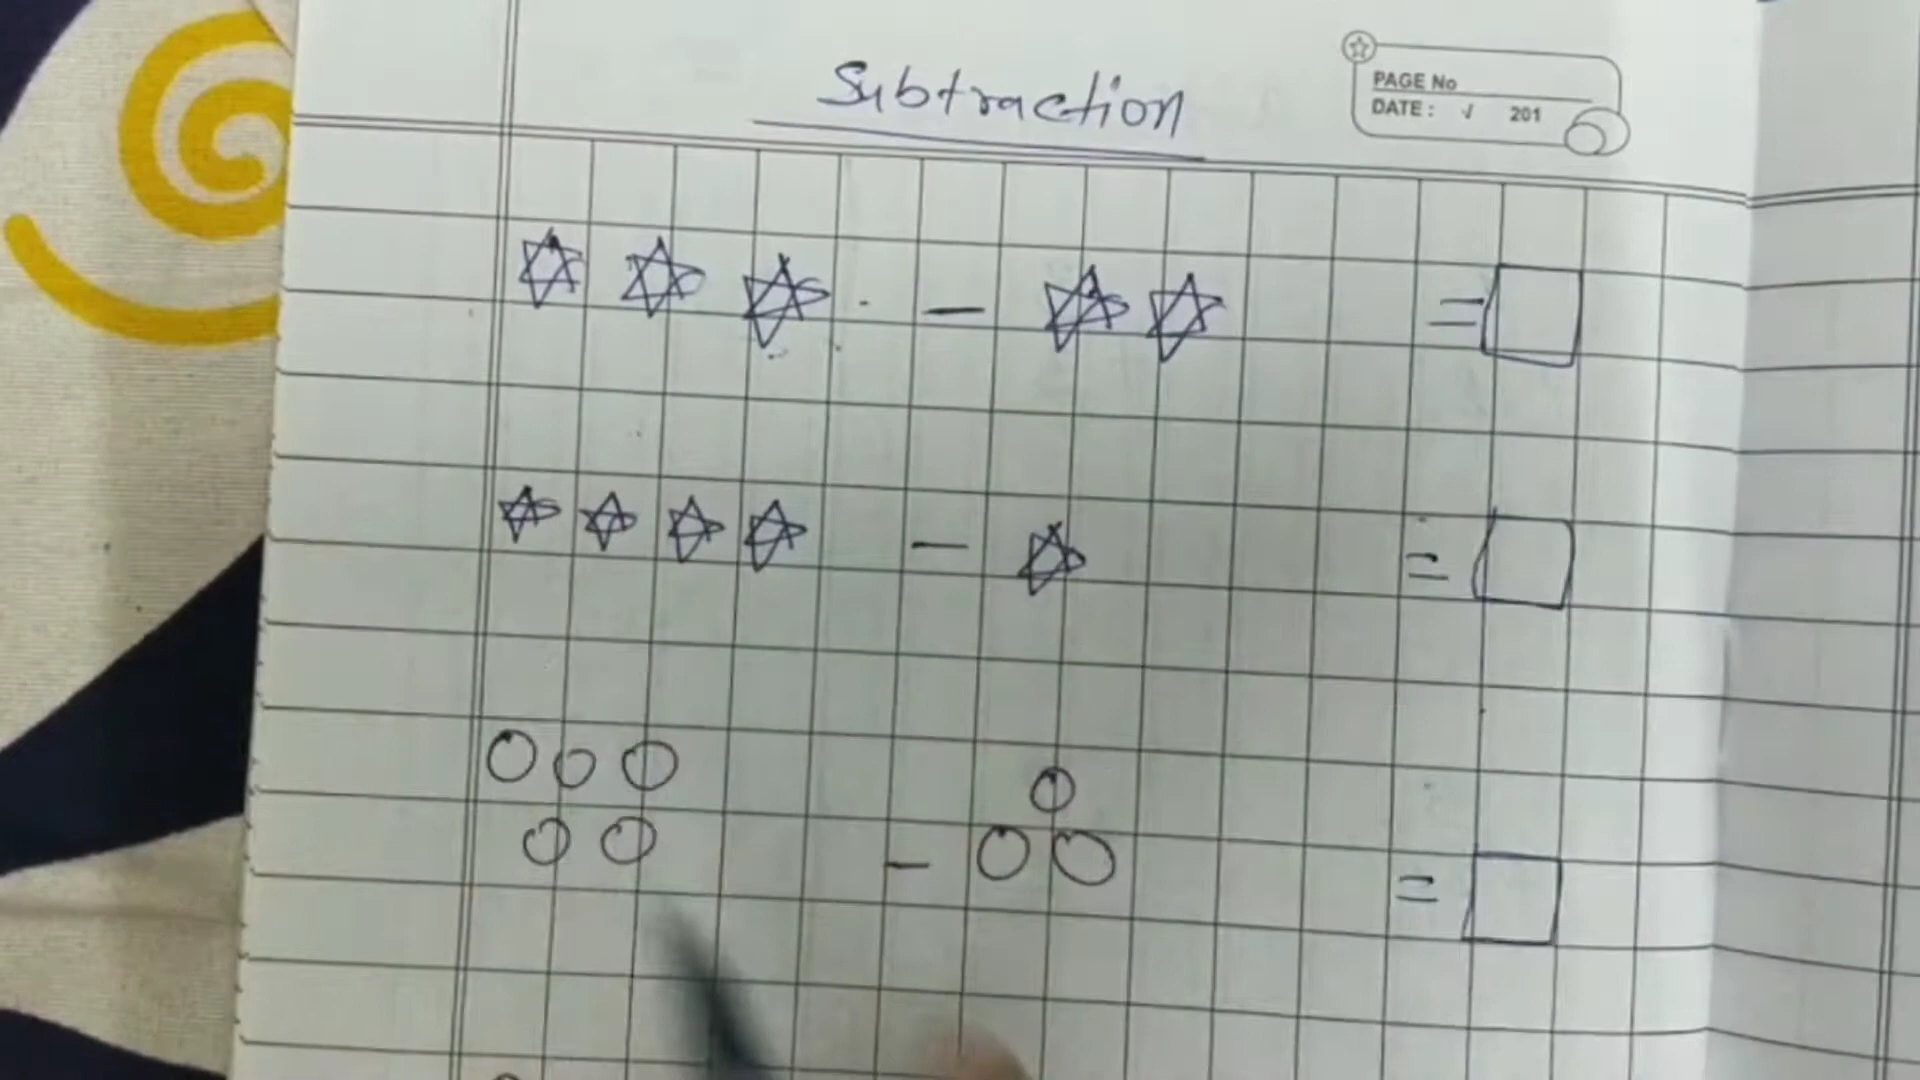 Subtraction
PAGE No
DATE: √ 201
- =
- =
- =